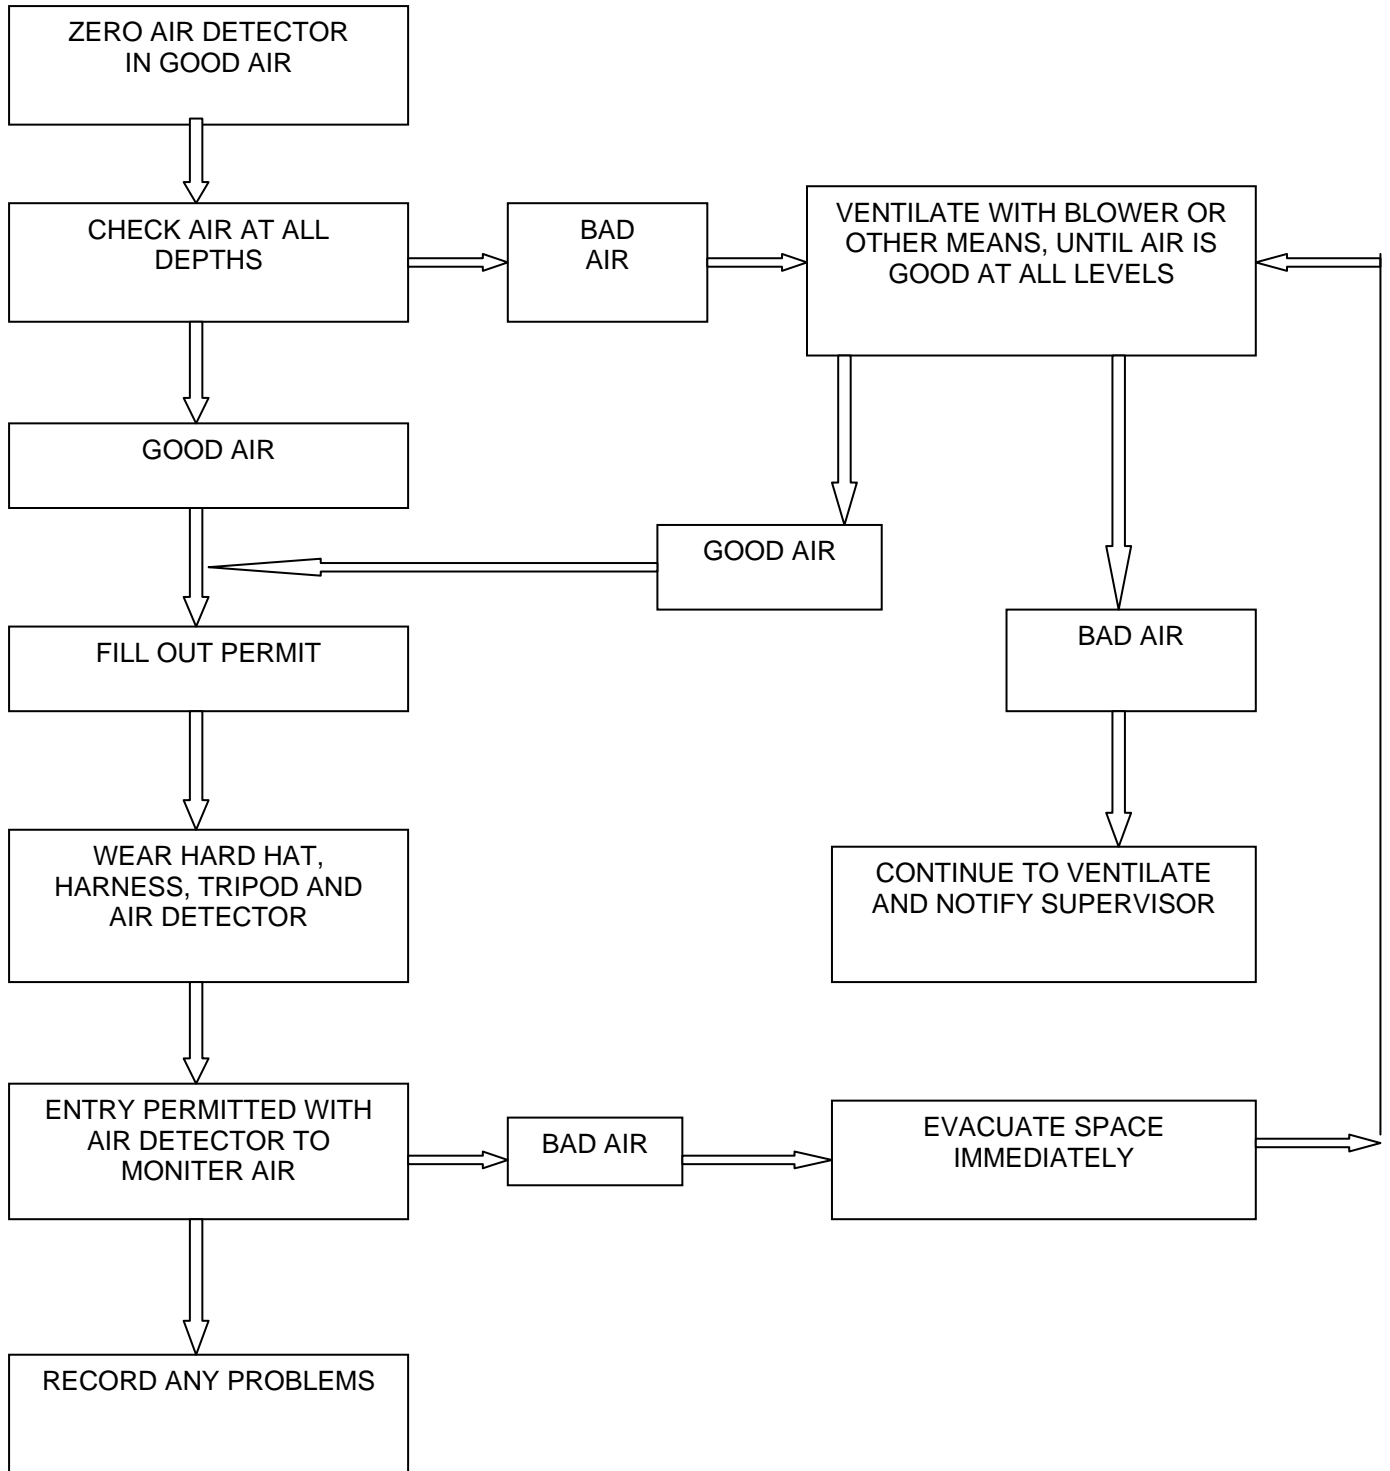 ZERO AIR DETECTOR
IN GOOD AIR
CHECK AIR AT ALL
DEPTHS
BAD
AIR
VENTILATE WITH BLOWER OR
OTHER MEANS, UNTIL AIR IS
GOOD AT ALL LEVELS
GOOD AIR
GOOD AIR
FILL OUT PERMIT
BAD AIR
WEAR HARD HAT,
HARNESS, TRIPOD AND
AIR DETECTOR
CONTINUE TO VENTILATE
AND NOTIFY SUPERVISOR
ENTRY PERMITTED WITH
AIR DETECTOR TO
MONITER AIR
BAD AIR
EVACUATE SPACE
IMMEDIATELY
RECORD ANY PROBLEMS